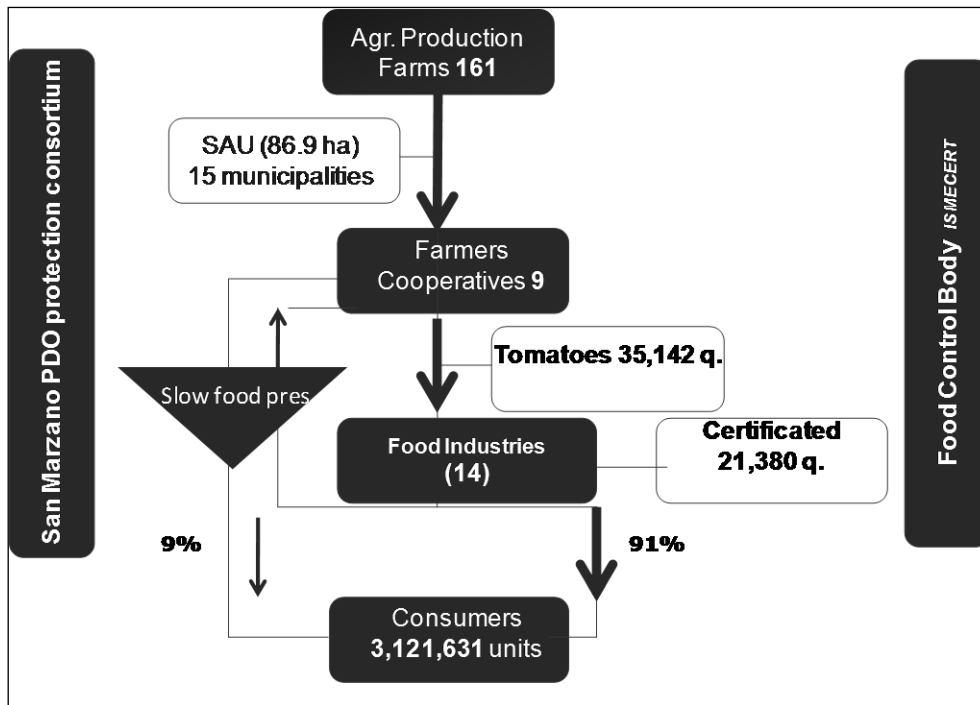 San Marzano PDO protection consortium
Agr. Production
Farms 161
SAU (86.9 ha)
15 municipalities
Farmers
Cooperatives 9
Tomatoes 35,142 q.
Slow food pres
Food Industries
(14)
Certificated
21,380 q.
9%
91%
Consumers
3,121,631 units
Food Control Body ISMECERT